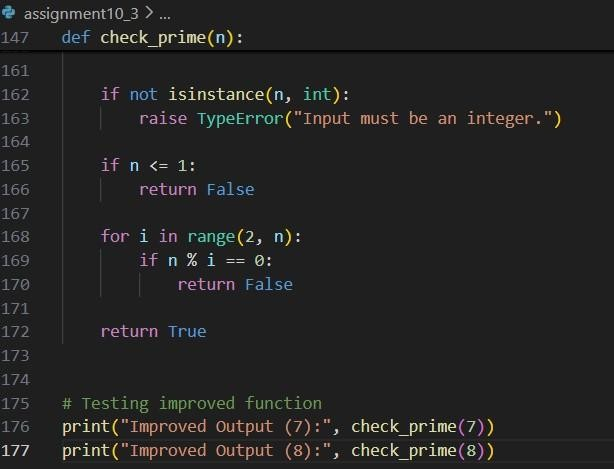 assignment10_3 > ...
147 def check_prime(n):
161
162 if not isinstance(n, int):
163 raise TypeError("Input must be an integer.")
164
165 if n <= 1:
166 return False
167
168 for i in range(2, n):
169 if n % i == 0:
170 return False
171
172 return True
173
174
175 # Testing improved function
176 print("Improved Output (7):", check_prime(7))
177 print("Improved Output (8):", check_prime(8))